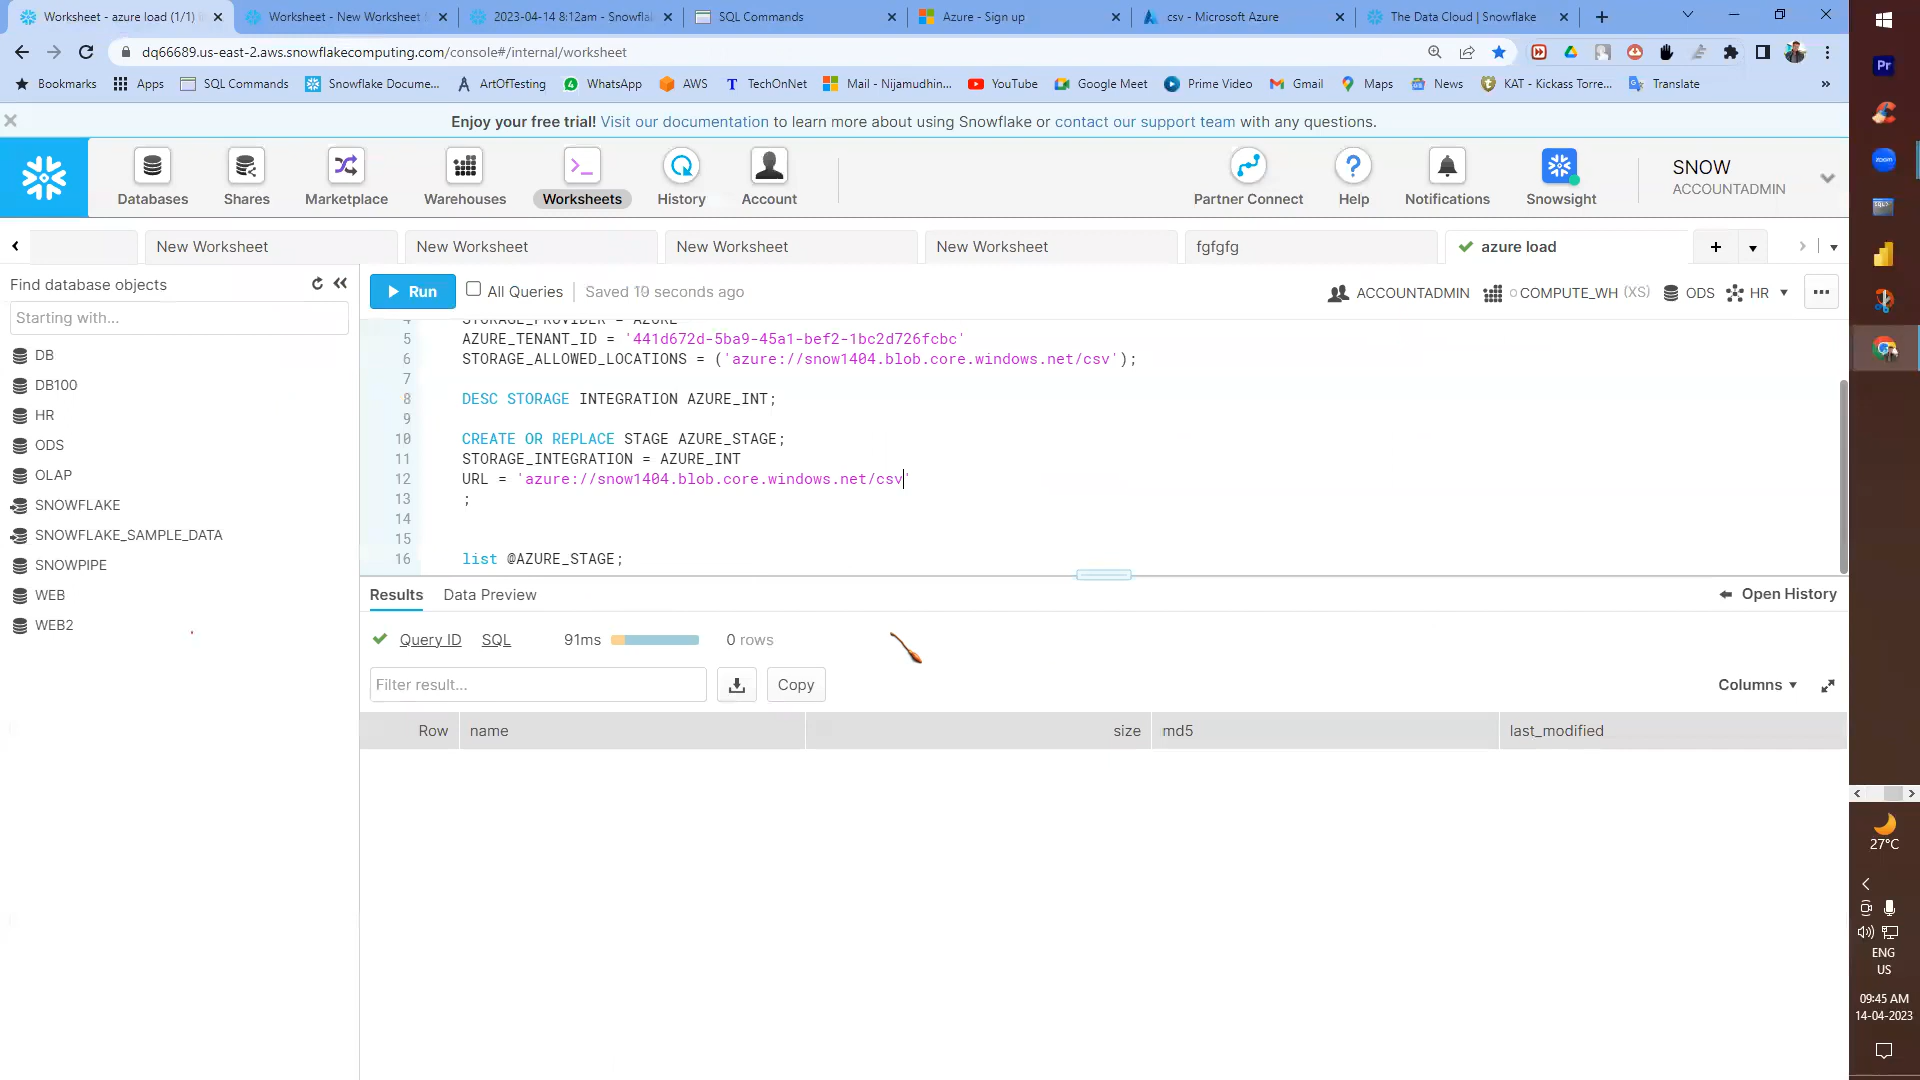 Worksheet - azure load (1/1)
Worksheet - New Worksheet
2023-04-14 8:12am - Snowfla
SQL Commands
Azure - Sign up
csv - Microsoft Azure
The Data Cloud | Snowflake
dq66689.us-east-2.aws.snowflakecomputing.com/console#/internal/worksheet
Bookmarks
Apps
SQL Commands
Snowflake Docume...
ArtOfTesting
WhatsApp
AWS
TechOnNet
Mail - Nijamudhin...
YouTube
Google Meet
Prime Video
Gmail
Maps
News
KAT - Kickass Torre...
Translate
Enjoy your free trial! Visit our documentation to learn more about using Snowflake or contact our support team with any questions.
Databases
Shares
Marketplace
Warehouses
Worksheets
History
Account
Partner Connect
Help
Notifications
Snowsight
SNOW
ACCOUNTADMIN
New Worksheet
New Worksheet
New Worksheet
New Worksheet
fgfgfg
azure load
Find database objects
Starting with...
DB
DB100
HR
ODS
OLAP
SNOWFLAKE
SNOWFLAKE_SAMPLE_DATA
SNOWPIPE
WEB
WEB2
Run
All Queries
Saved 19 seconds ago
ACCOUNTADMIN
COMPUTE_WH (XS)
ODS
HR
4 STORAGE_PROVIDER = AZURE
5 AZURE_TENANT_ID = '441d672d-5ba9-45a1-bef2-1bc2d726fcbc'
6 STORAGE_ALLOWED_LOCATIONS = ('azure://snow1404.blob.core.windows.net/csv');
7
8 DESC STORAGE INTEGRATION AZURE_INT;
9
10 CREATE OR REPLACE STAGE AZURE_STAGE;
11 STORAGE_INTEGRATION = AZURE_INT
12 URL = 'azure://snow1404.blob.core.windows.net/csv'
13 ;
14
15
16 list @AZURE_STAGE;
Results
Data Preview
Open History
Query ID
SQL
91ms
0 rows
Filter result...
Copy
Columns
Row
name
size
md5
last_modified
Pr
zoom
27°C
ENG
US
09:45 AM
14-04-2023